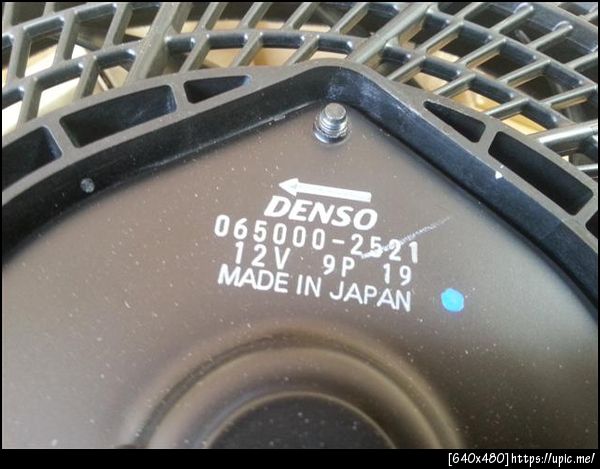 DENSO
065000-2521
12V 9P 19
MADE IN JAPAN
[640x480]https://upic.me/